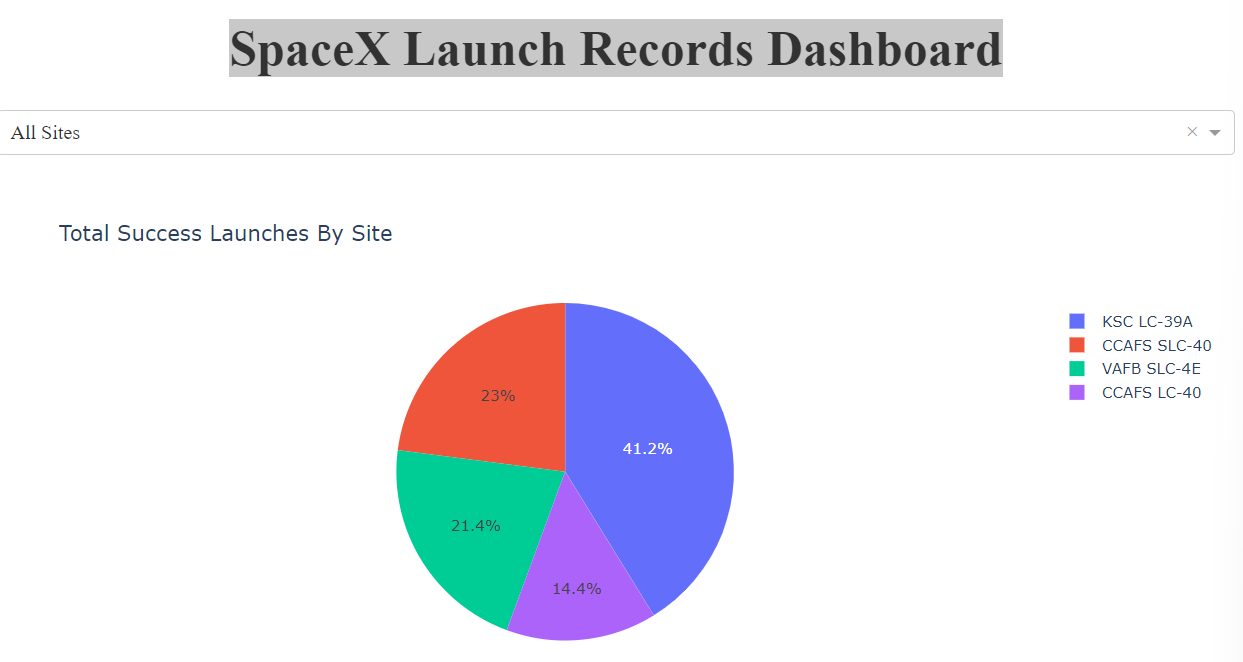 SpaceX Launch Records Dashboard
All Sites
×
Total Success Launches By Site
KSC LC-39A
CCAFS SLC-40
VAFB SLC-4E
CCAFS LC-40
23%
41.2%
21.4%
14.4%